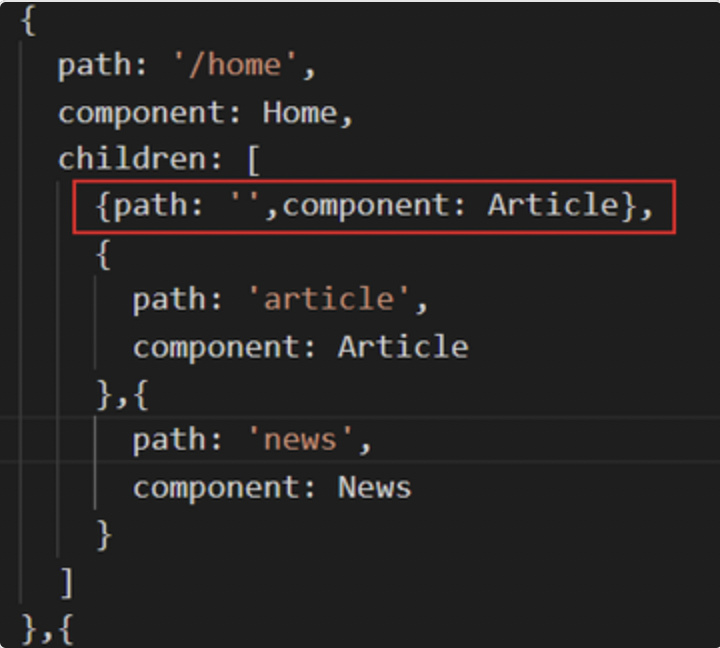 {
path: '/home',
component: Home,
children: [
{path: '',component: Article},
{
path: 'article',
component: Article
},{
path: 'news',
component: News
}
]
},{